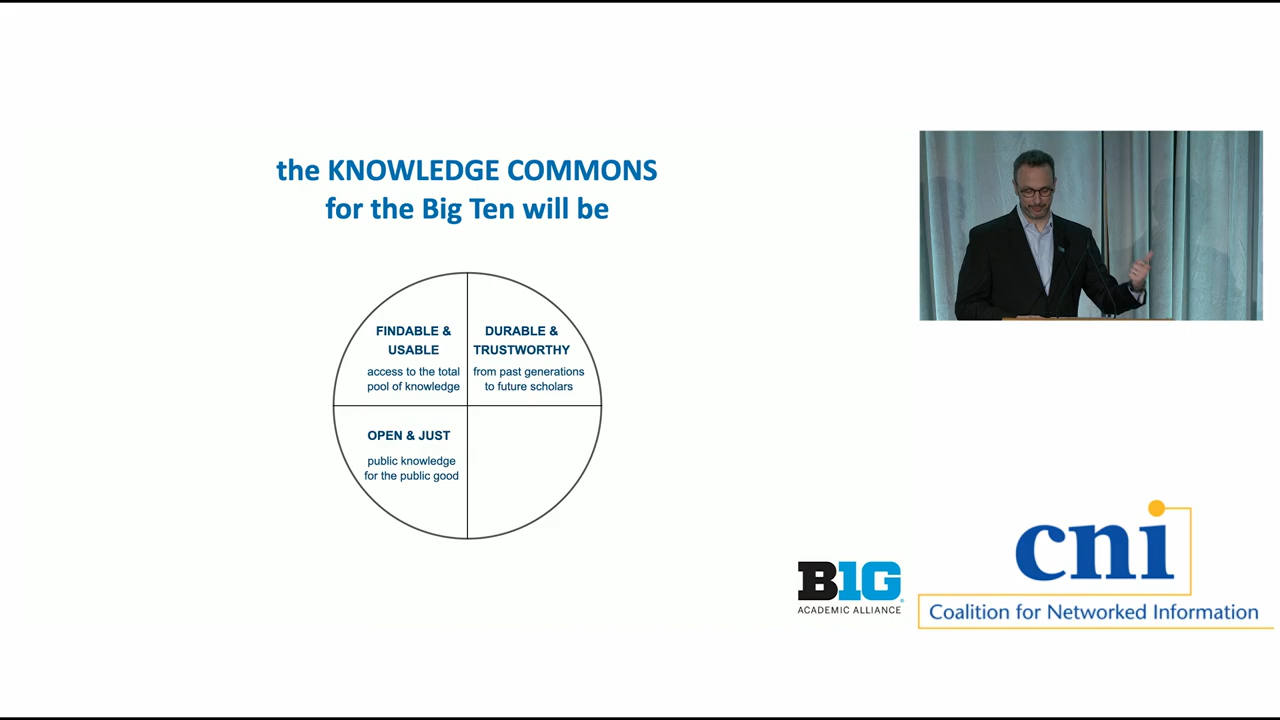 the KNOWLEDGE COMMONS
for the Big Ten will be
FINDABLE &
USABLE
access to the total
pool of knowledge
DURABLE &
TRUSTWORTHY
from past generations
to future scholars
OPEN & JUST
public knowledge
for the public good
B1G
ACADEMIC ALLIANCE
cni
Coalition for Networked Information